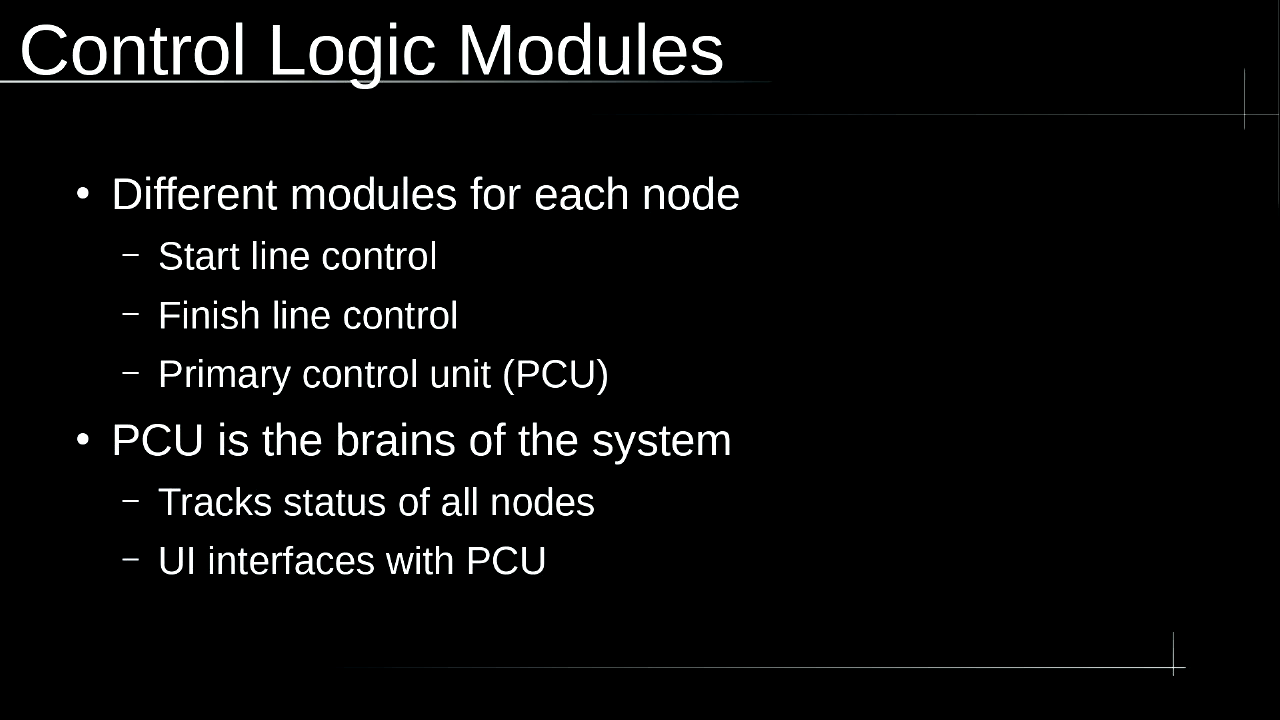 Control Logic Modules
• Different modules for each node
– Start line control
– Finish line control
– Primary control unit (PCU)
• PCU is the brains of the system
– Tracks status of all nodes
– UI interfaces with PCU